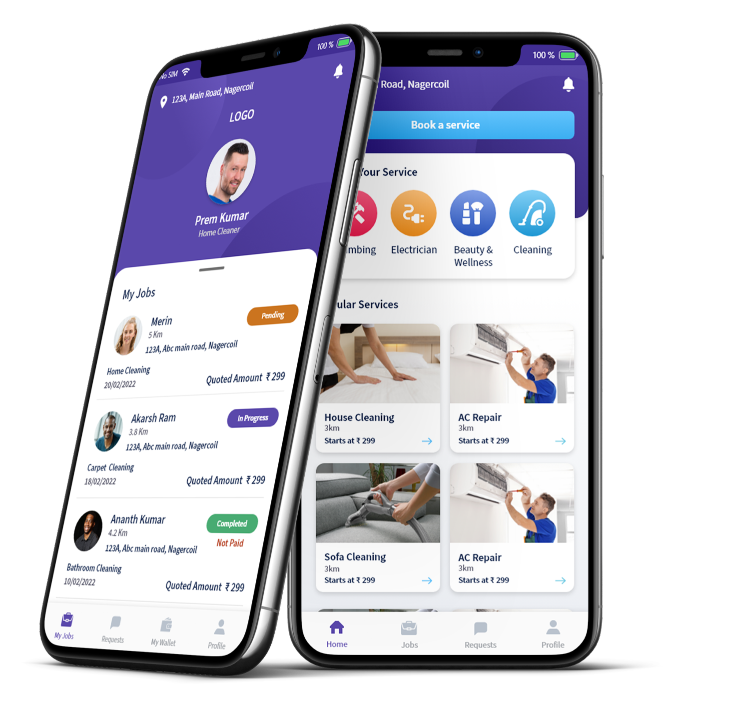 No SIM
100 %
123A, Main Road, Nagercoil
LOGO
Prem Kumar
Home Cleaner
My Jobs
Merin
Pending
5 Km
123A, Abc main road, Nagercoil
Home Cleaning
20/02/2022
Quoted Amount ₹ 299
Akarsh Ram
in Progress
3.8 Km
123A, Abc main road, Nagercoil
Carpet Cleaning
18/02/2022
Quoted Amount ₹ 299
Ananth Kumar
Completed
4.2 Km
Not Paid
123A, Abc main road, Nagercoil
Bathroom Cleaning
10/02/2022
Quoted Amount ₹ 299
My Jobs
Requests
My Wallet
Profile
100 %
Road, Nagercoil
Book a service
Your Service
mbing
Electrician
Beauty &
Wellness
Cleaning
ular Services
House Cleaning
3km
Starts at ₹ 299
AC Repair
3km
Starts at ₹ 299
Sofa Cleaning
3km
Starts at ₹ 299
AC Repair
3km
Starts at ₹ 299
Home
Jobs
Requests
Profile